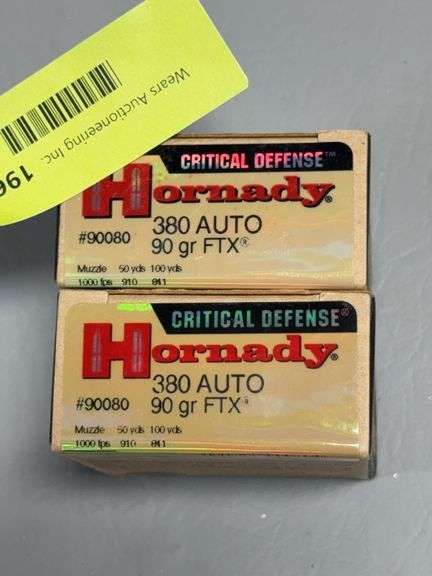 Wears Auctioneering Inc.
196
CRITICAL DEFENSE™
Hornady®
380 AUTO
#90080 90 gr FTX®
Muzzle 50 yds 100 yds
1000 fps 910 841
CRITICAL DEFENSE®
Hornady®
380 AUTO
#90080 90 gr FTX®
Muzzle 50 yds 100 yds
1000 fps 910 841